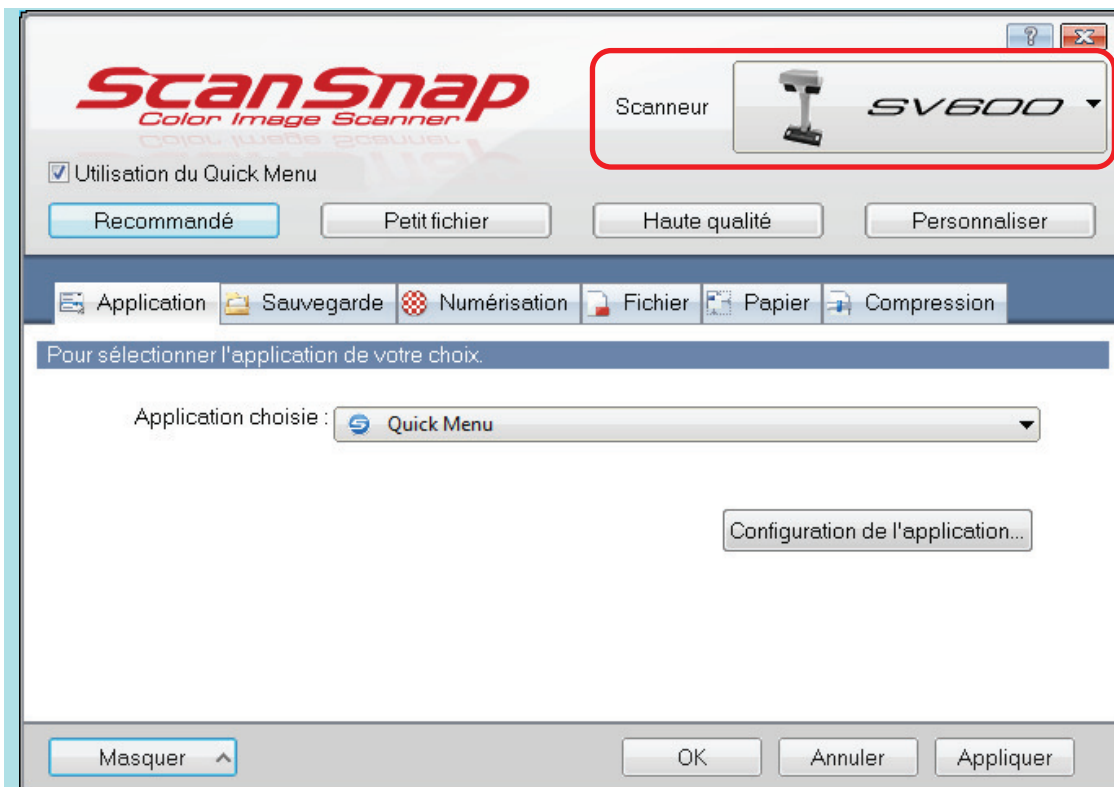 ScanSnap
Color Image Scanner
Scanneur
SV600
Utilisation du Quick Menu
Recommandé
Petit fichier
Haute qualité
Personnaliser
Application
Sauvegarde
Numérisation
Fichier
Papier
Compression
Pour sélectionner l'application de votre choix.
Application choisie :
Quick Menu
Configuration de l'application...
Masquer
OK
Annuler
Appliquer